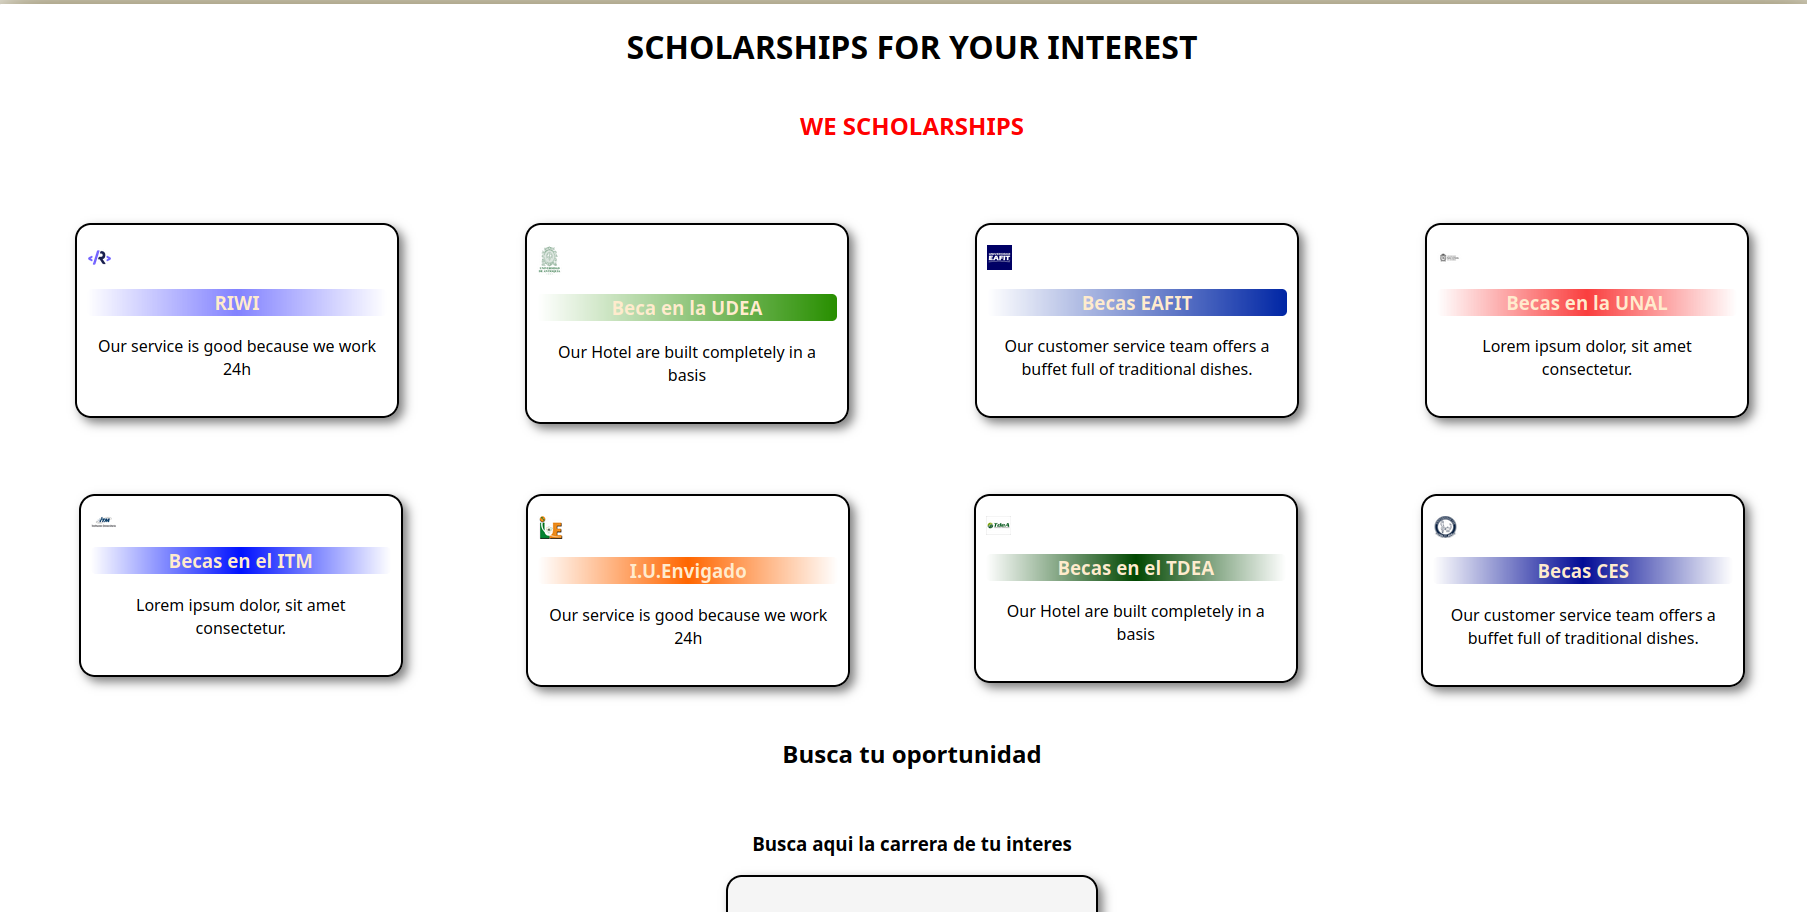 SCHOLARSHIPS FOR YOUR INTEREST
WE SCHOLARSHIPS
RIWI
Our service is good because we work
24h
Beca en la UDEA
Our Hotel are built completely in a
basis
EAFIT
Becas EAFIT
Our customer service team offers a
buffet full of traditional dishes.
Becas en la UNAL
Lorem ipsum dolor, sit amet
consectetur.
ITM
Becas en el ITM
Lorem ipsum dolor, sit amet
consectetur.
I.U.Envigado
Our service is good because we work
24h
TdeA
Becas en el TDEA
Our Hotel are built completely in a
basis
Becas CES
Our customer service team offers a
buffet full of traditional dishes.
Busca tu oportunidad
Busca aqui la carrera de tu interes